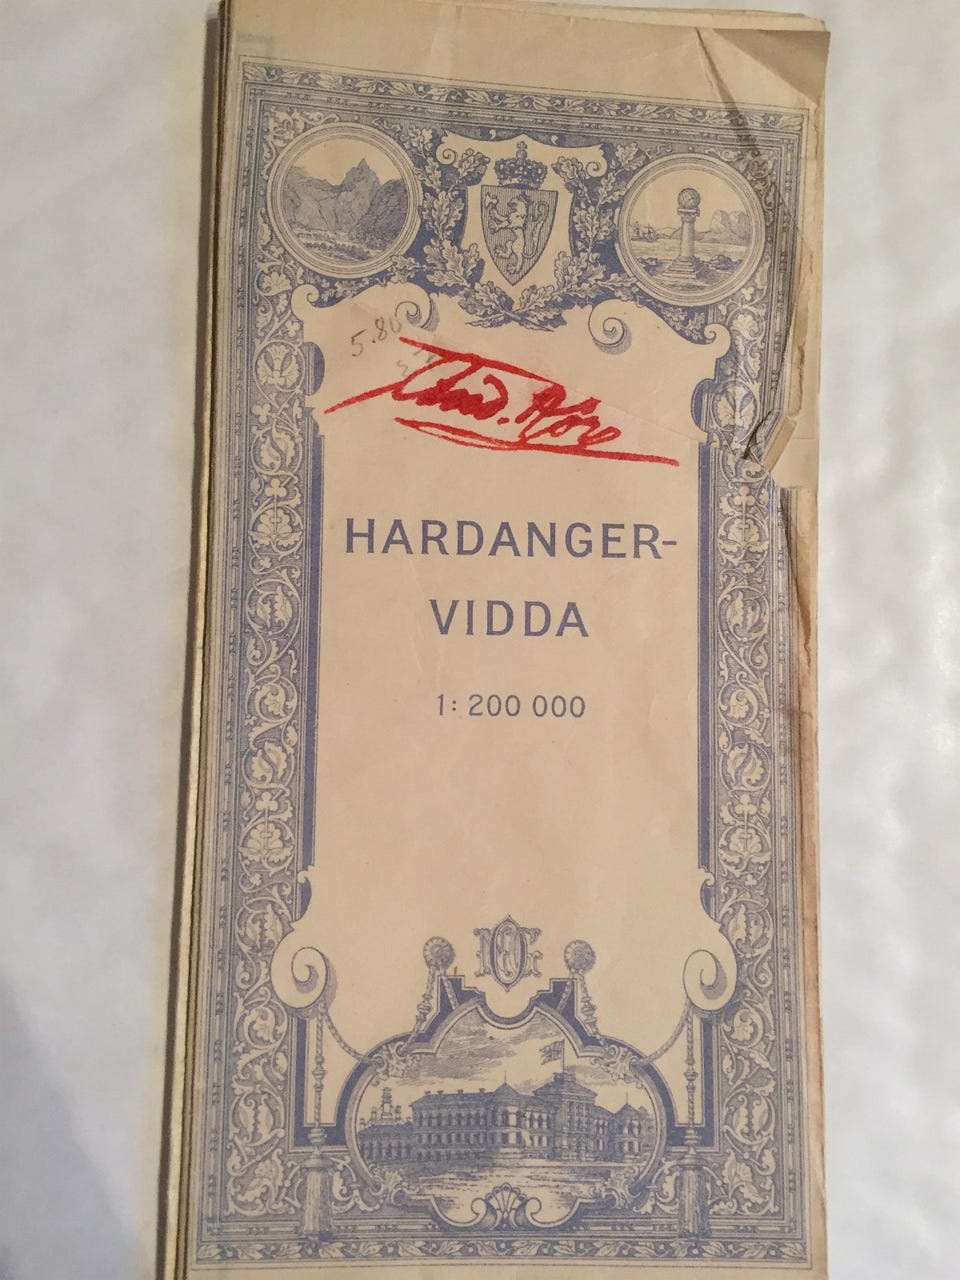 5.80
HARDANGER-
VIDDA
1: 200 000